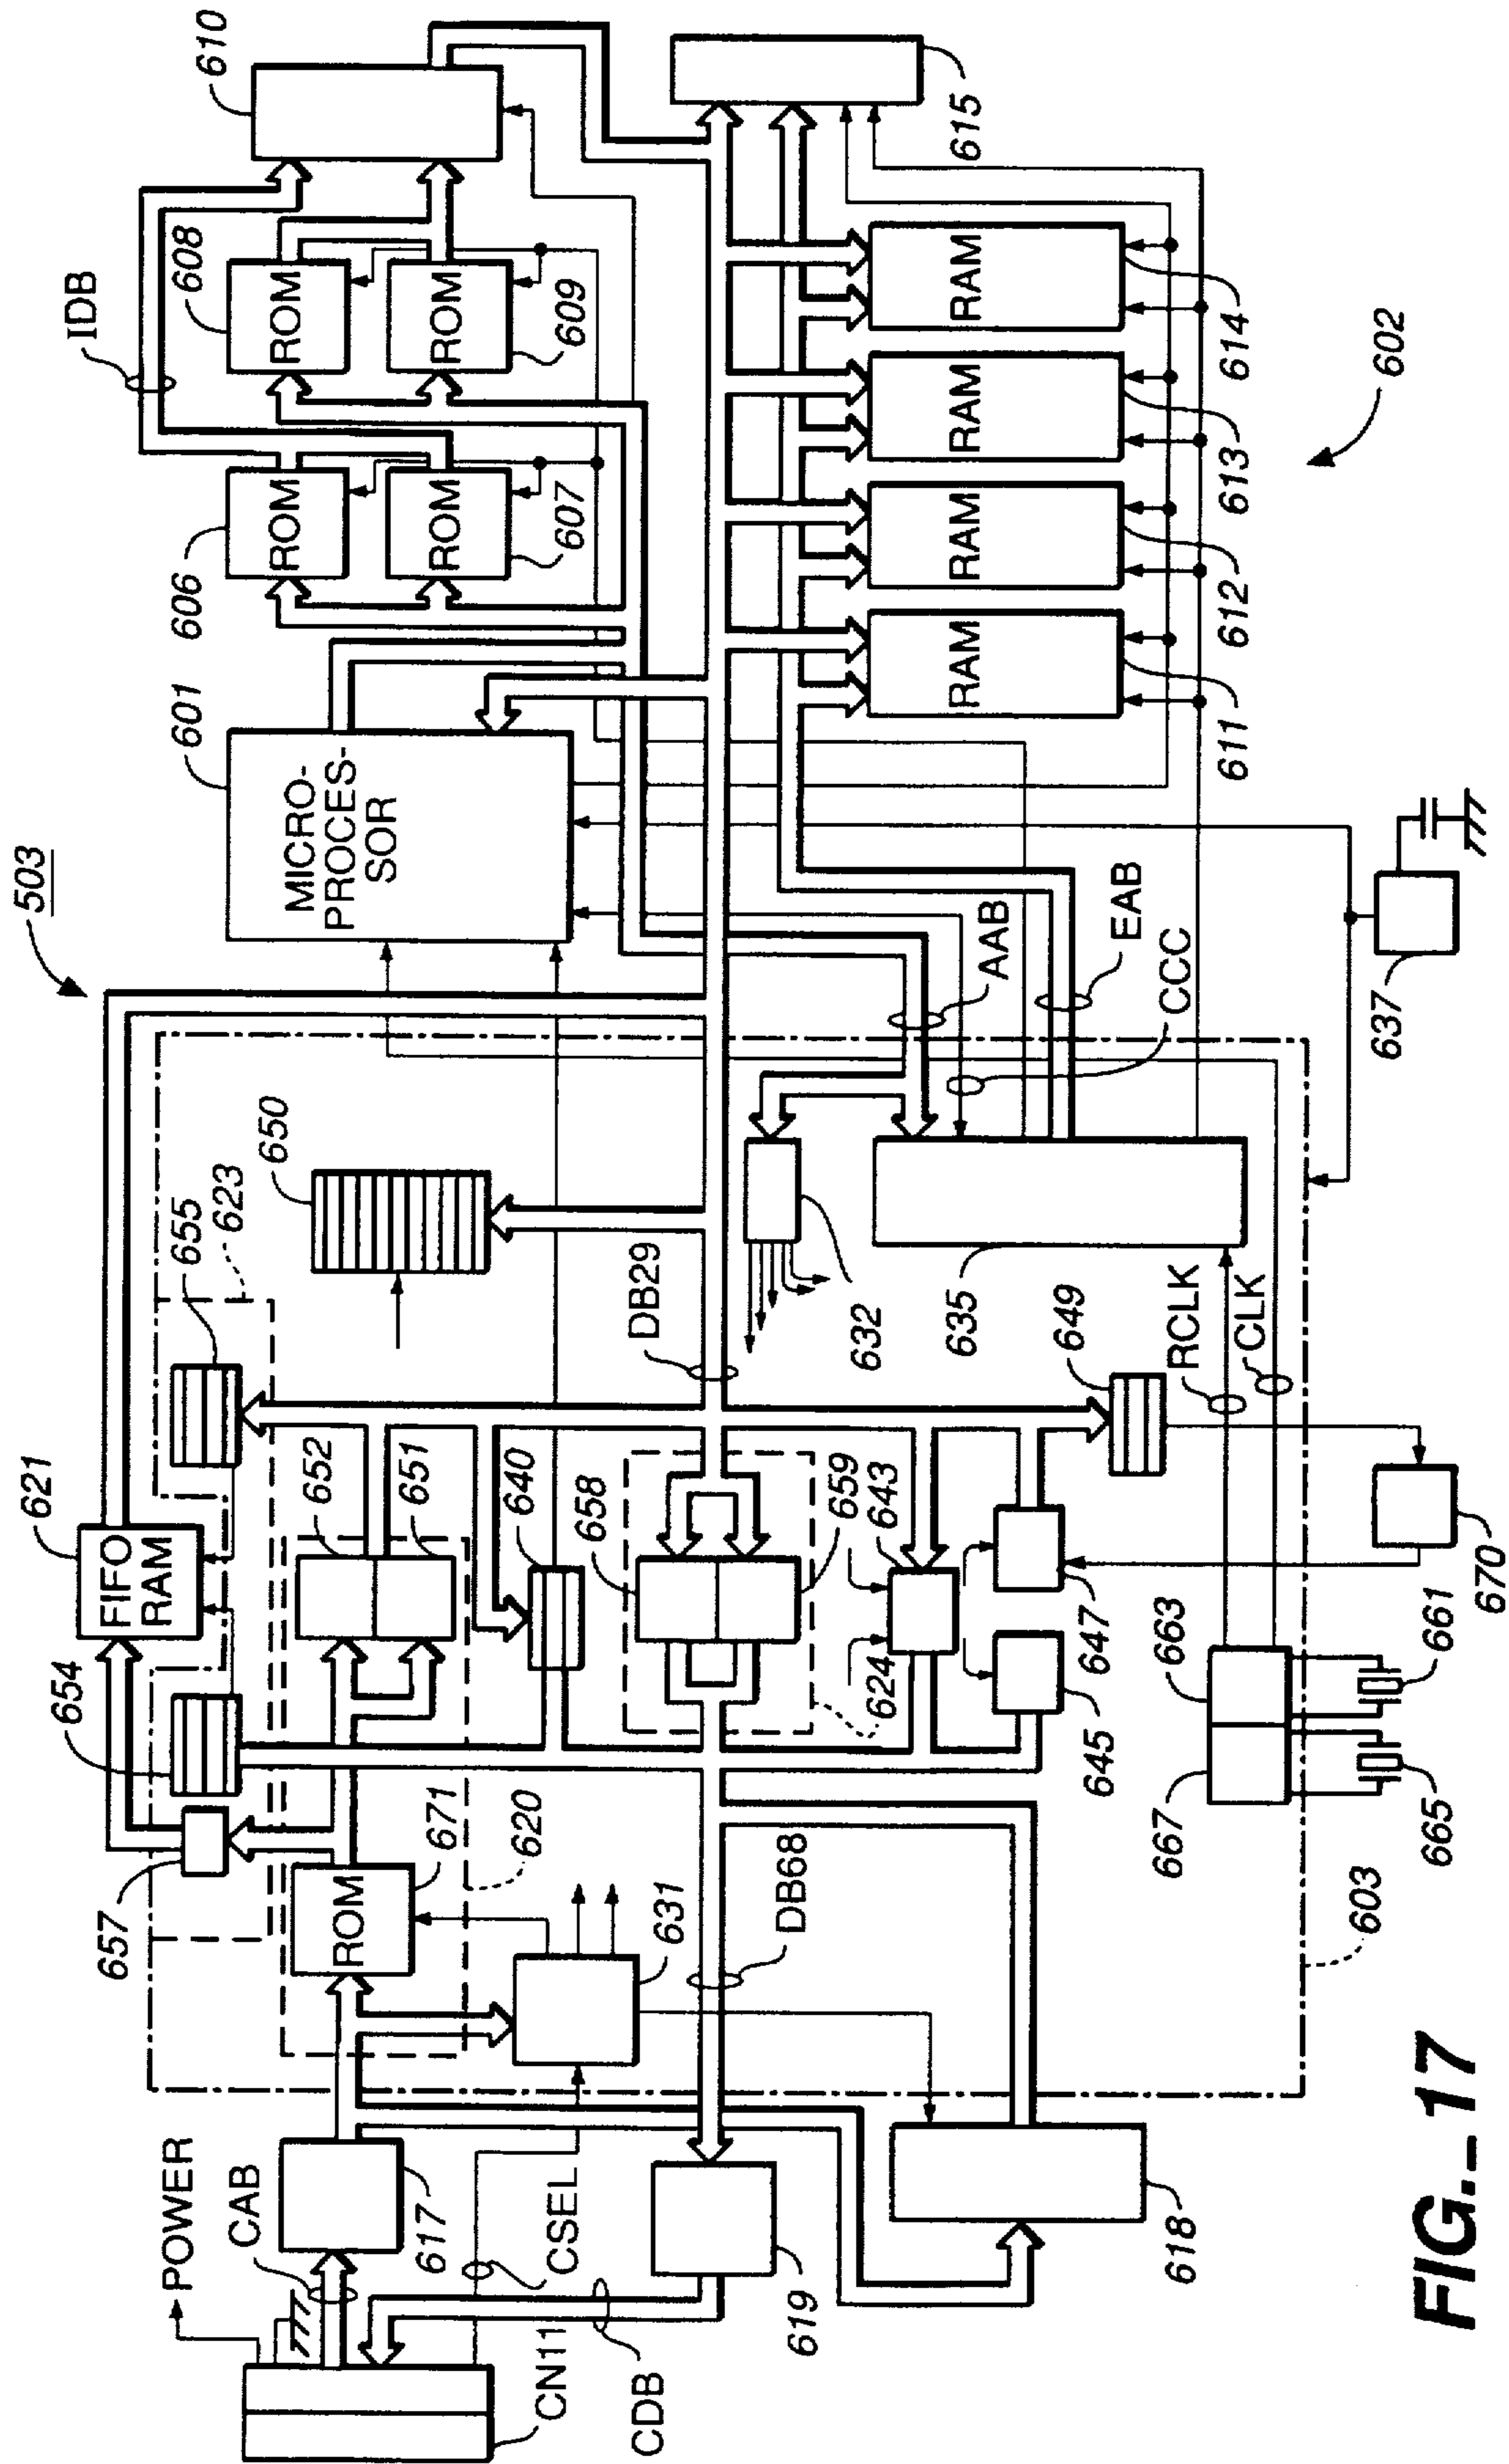 503
POWER
CAB
CN11
CDB
CSEL
617
619
618
657
654
621
FIFO
RAM
655
623
650
ROM
671
620
631
652
651
640
658
659
624
643
645
647
649
670
DB68
DB29
667
663
665
661
603
RCLK
CLK
632
635
AAB
EAB
CCC
637
601
MICRO-
PROCES-
SOR
606
ROM
ROM
607
IDB
608
ROM
ROM
609
610
615
RAM
611
RAM
612
RAM
613
RAM
614
602
FIG._17